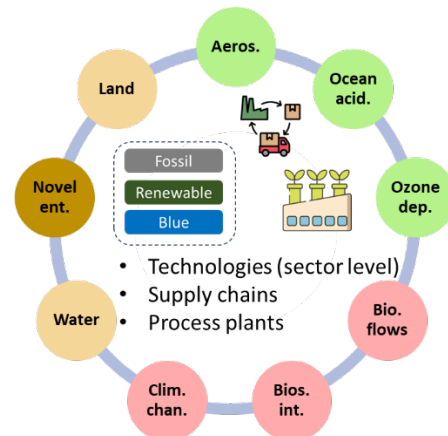 Aeros.
Ocean
acid.
Ozone
dep.
Bio.
flows
Bios.
int.
Clim.
chan.
Water
Novel
ent.
Land
Fossil
Renewable
Blue
• Technologies (sector level)
• Supply chains
• Process plants